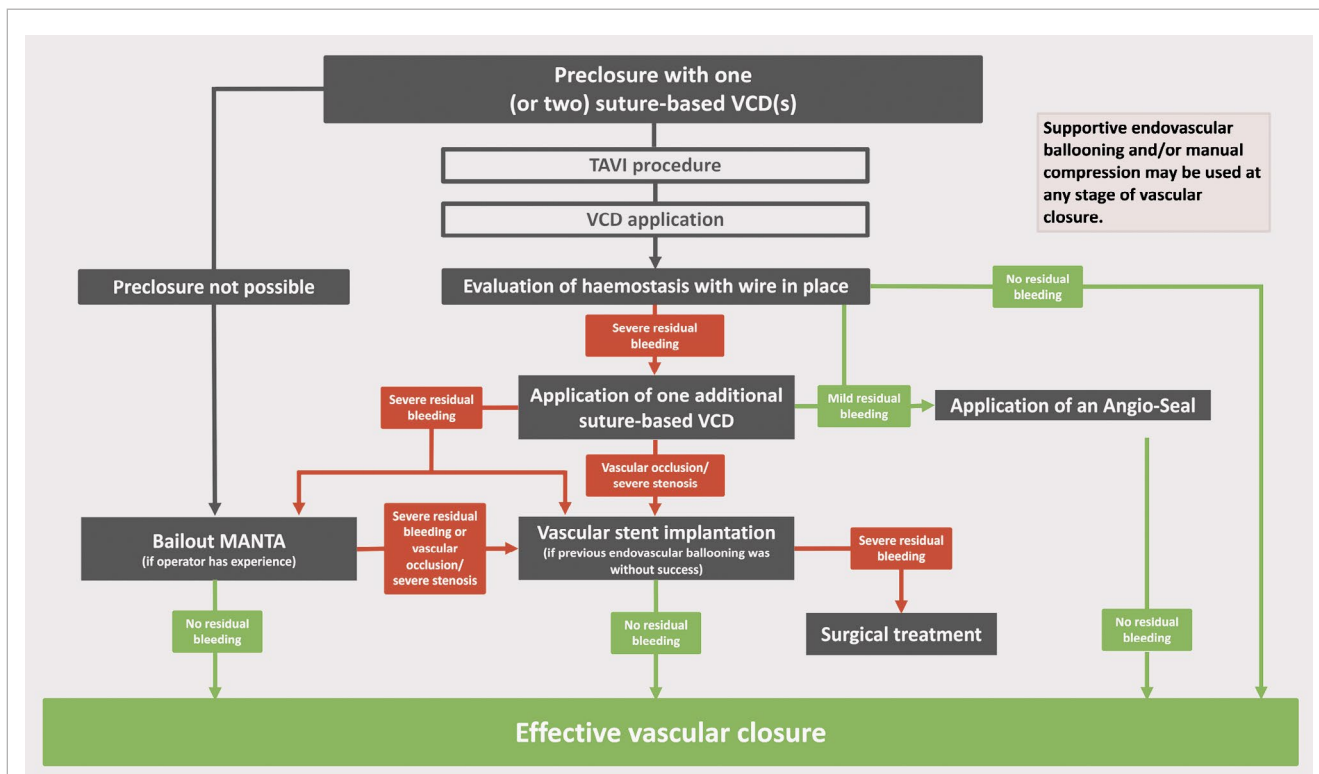 Preclosure with one
(or two) suture-based VCD(s)
Supportive endovascular
ballooning and/or manual
compression may be used at
any stage of vascular
closure.
TAVI procedure
VCD application
Preclosure not possible
Evaluation of haemostasis with wire in place
No residual
bleeding
Severe residual
bleeding
Severe residual
bleeding
Application of one additional
suture-based VCD
Mild residual
bleeding
Application of an Angio-Seal
Vascular occlusion/
severe stenosis
Bailout MANTA
(if operator has experience)
Severe residual
bleeding or
vascular
occlusion/
severe stenosis
Vascular stent implantation
(if previous endovascular ballooning was
without success)
Severe residual
bleeding
No residual
bleeding
No residual
bleeding
Surgical treatment
No residual
bleeding
Effective vascular closure